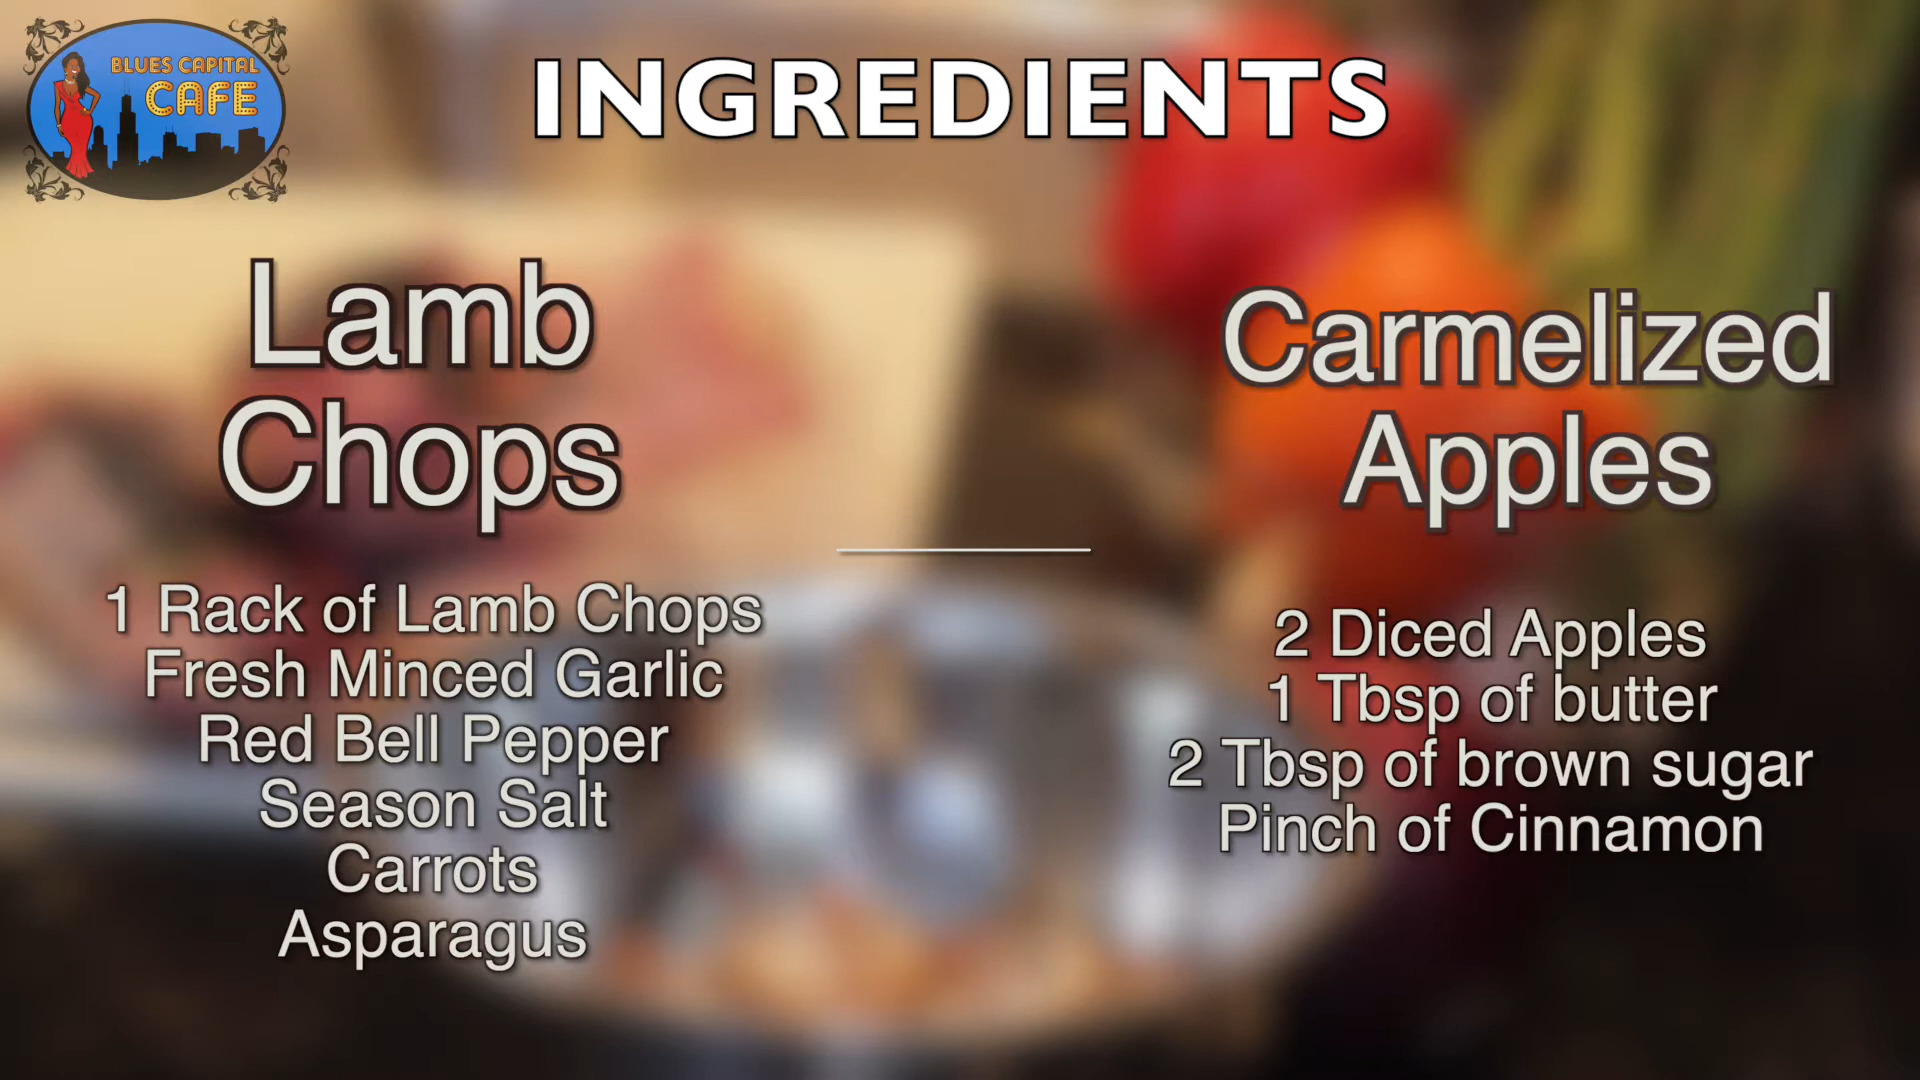 BLUES CAPITAL
CAFE
INGREDIENTS
Lamb
Chops
1 Rack of Lamb Chops
Fresh Minced Garlic
Red Bell Pepper
Season Salt
Carrots
Asparagus
Carmelized
Apples
2 Diced Apples
1 Tbsp of butter
2 Tbsp of brown sugar
Pinch of Cinnamon